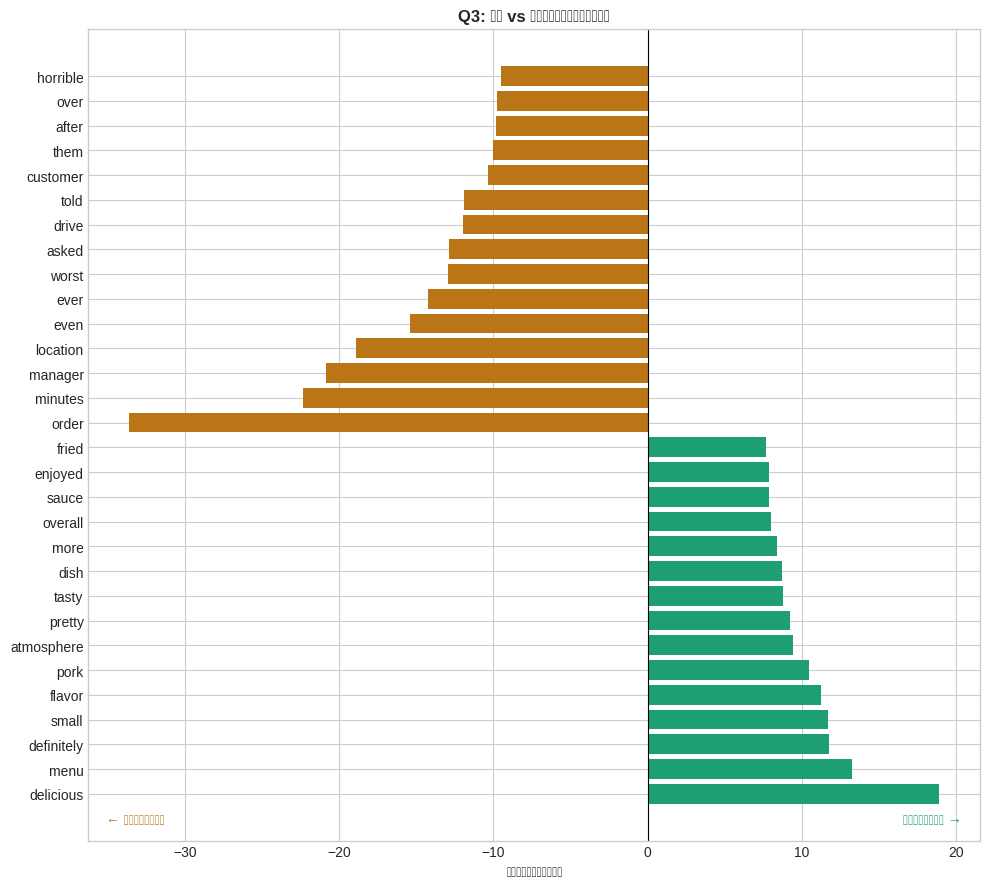 Q3: vs
horrible
over
after
them
customer
told
drive
asked
worst
ever
even
location
manager
minutes
order
fried
enjoyed
sauce
overall
more
dish
tasty
pretty
atmosphere
pork
flavor
small
definitely
menu
delicious
← →
−30 −20 −10 0 10 20